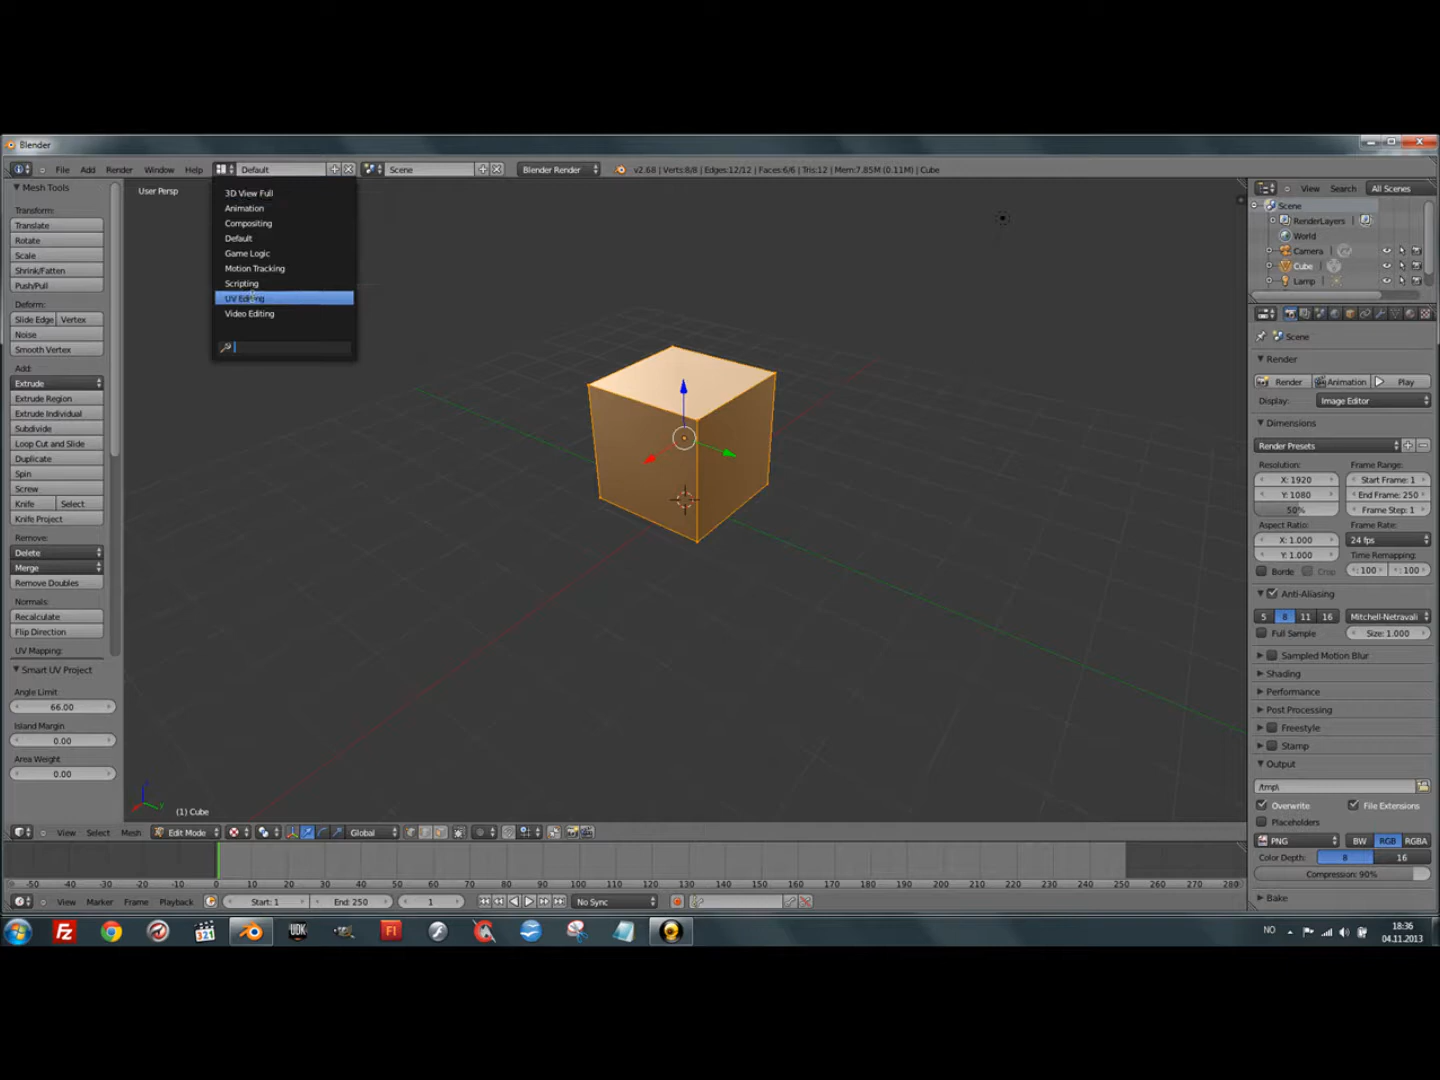 Blender
File Add Render Window Help Default Scene Blender Render v2.68 | Verts:8/8 | Edges:12/12 | Faces:6/6 | Tris:12 | Mem:7.85M (0.11M) | Cube
Mesh Tools
Transform:
Translate
Rotate
Scale
Shrink/Fatten
Push/Pull
Deform:
Slide Edge Vertex
Noise
Smooth Vertex
Add:
Extrude
Extrude Region
Extrude Individual
Subdivide
Loop Cut and Slide
Duplicate
Spin
Screw
Knife Select
Knife Project
Remove:
Delete
Merge
Remove Doubles
Normals:
Recalculate
Flip Direction
UV Mapping:
Smart UV Project
Angle Limit
66.00
Island Margin
0.00
Area Weight
0.00
User Persp
3D View Full
Animation
Compositing
Default
Game Logic
Motion Tracking
Scripting
UV Editing
Video Editing
(1) Cube
View Select Mesh Edit Mode Global
-50 -40 -30 -20 -10 0 10 20 30 40 50 60 70 80 90 100 110 120 130 140 150 160 170 180 190 200 210 220 230 240 250 260 270 280
View Marker Frame Playback Start: 1 End: 250 1 No Sync
View Search All Scenes
Scene
RenderLayers
World
Camera
Cube
Lamp
Scene
Render
Render Animation Play
Display: Image Editor
Dimensions
Render Presets
Resolution: Frame Range:
X: 1920 Start Frame: 1
Y: 1080 End Frame: 250
50% Frame Step: 1
Aspect Ratio: Frame Rate:
X: 1.000 24 fps
Y: 1.000 Time Remapping:
Borde Crop : 100 : 100
Anti-Aliasing
5 8 11 16 Mitchell-Netravali
Full Sample Size: 1.000
Sampled Motion Blur
Shading
Performance
Post Processing
Freestyle
Stamp
Output
/tmp\
Overwrite File Extensions
Placeholders
PNG BW RGB RGBA
Color Depth: 8 16
Compression: 90%
Bake
Fz 321 UDK Fl
NO 18:36
04.11.2013